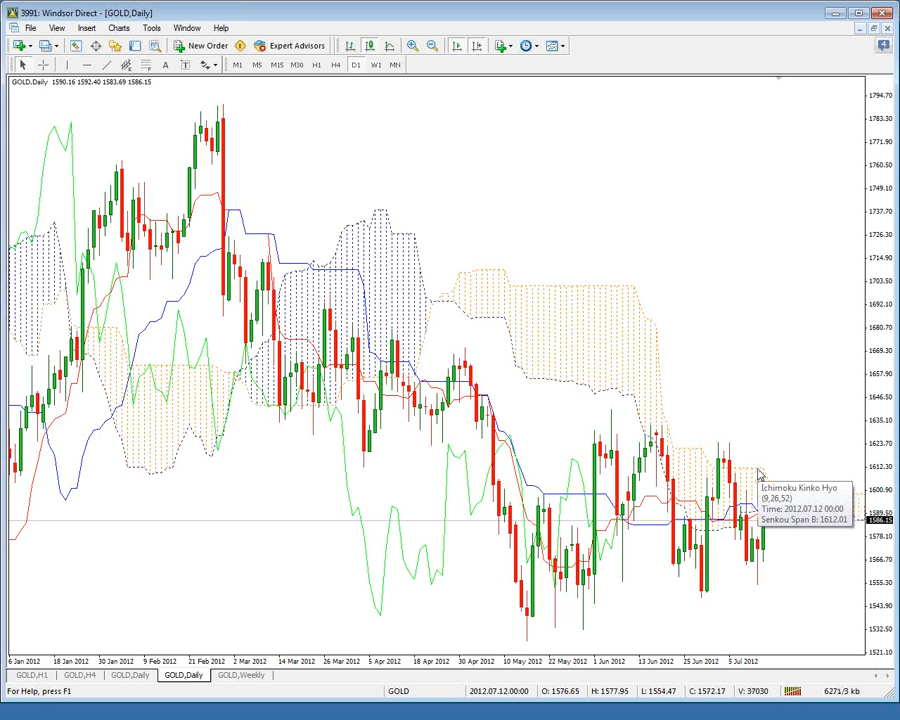 3991: Windsor Direct - [GOLD,Daily]
File View Insert Charts Tools Window Help
New Order Expert Advisors 4
A T M1 M5 M15 M30 H1 H4 D1 W1 MN
GOLD,Daily 1590.16 1592.40 1583.69 1586.15
1794.70
1783.30
1771.90
1760.50
1749.10
1737.70
1726.30
1714.90
1703.50
1692.10
1680.70
1669.30
1657.90
1646.50
1635.10
1623.70
1612.30
1600.90
1589.50
1586.15
1578.10
1566.70
1555.30
1543.90
1532.50
1521.10
Ichimoku Kinko Hyo
(9,26,52)
Time: 2012.07.12 00:00
Senkou Span B: 1612.01
6 Jan 2012 18 Jan 2012 30 Jan 2012 9 Feb 2012 21 Feb 2012 2 Mar 2012 14 Mar 2012 26 Mar 2012 5 Apr 2012 18 Apr 2012 30 Apr 2012 10 May 2012 22 May 2012 1 Jun 2012 13 Jun 2012 25 Jun 2012 5 Jul 2012
GOLD,H1 GOLD,H4 GOLD,Daily GOLD,Daily GOLD,Weekly
For Help, press F1 GOLD 2012.07.12 00:00 O: 1576.65 H: 1577.95 L: 1554.47 C: 1572.17 V: 37030 6271/3 kb